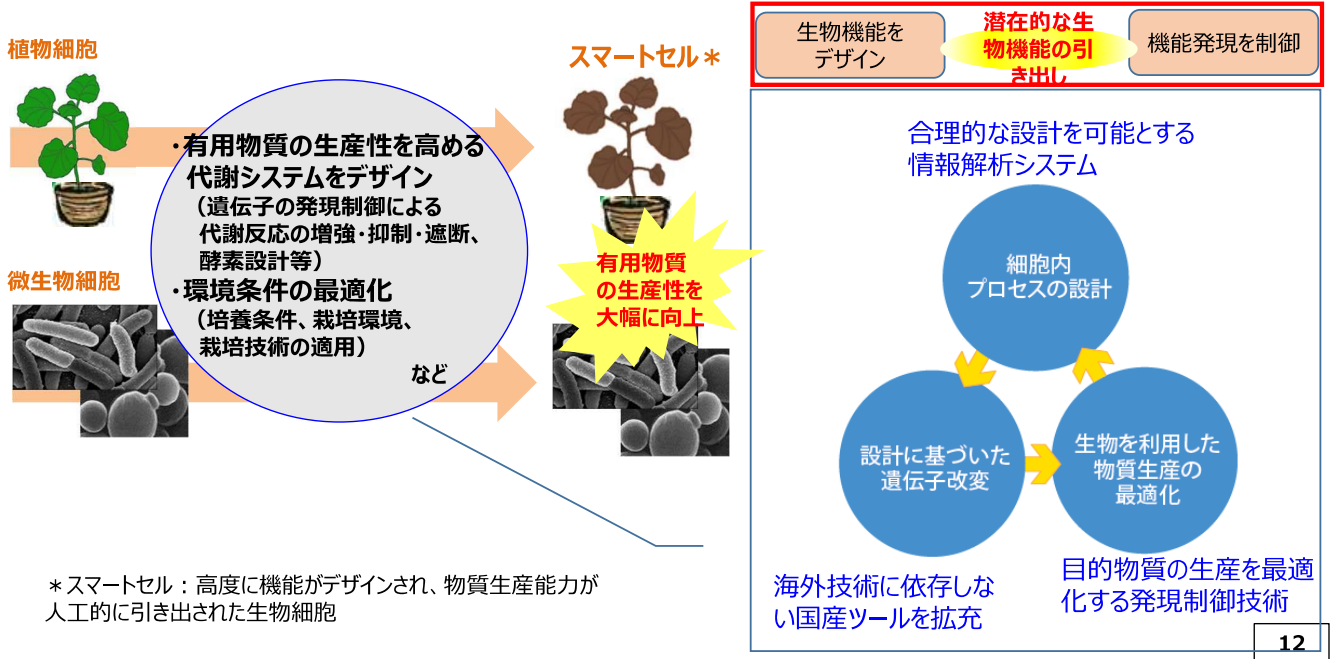 植物細胞
スマートセル＊
・有用物質の生産性を高める
代謝システムをデザイン
（遺伝子の発現制御による
代謝反応の増強・抑制・遮断、
酵素設計等）
・環境条件の最適化
（培養条件、栽培環境、
栽培技術の適用）
など
微生物細胞
有用物質
の生産性を
大幅に向上
＊スマートセル：高度に機能がデザインされ、物質生産能力が
人工的に引き出された生物細胞
生物機能を
デザイン
潜在的な生
物機能の引
き出し
機能発現を制御
合理的な設計を可能とする
情報解析システム
細胞内
プロセスの設計
設計に基づいた
遺伝子改変
生物を利用した
物質生産の
最適化
海外技術に依存しな
い国産ツールを拡充
目的物質の生産を最適
化する発現制御技術
12